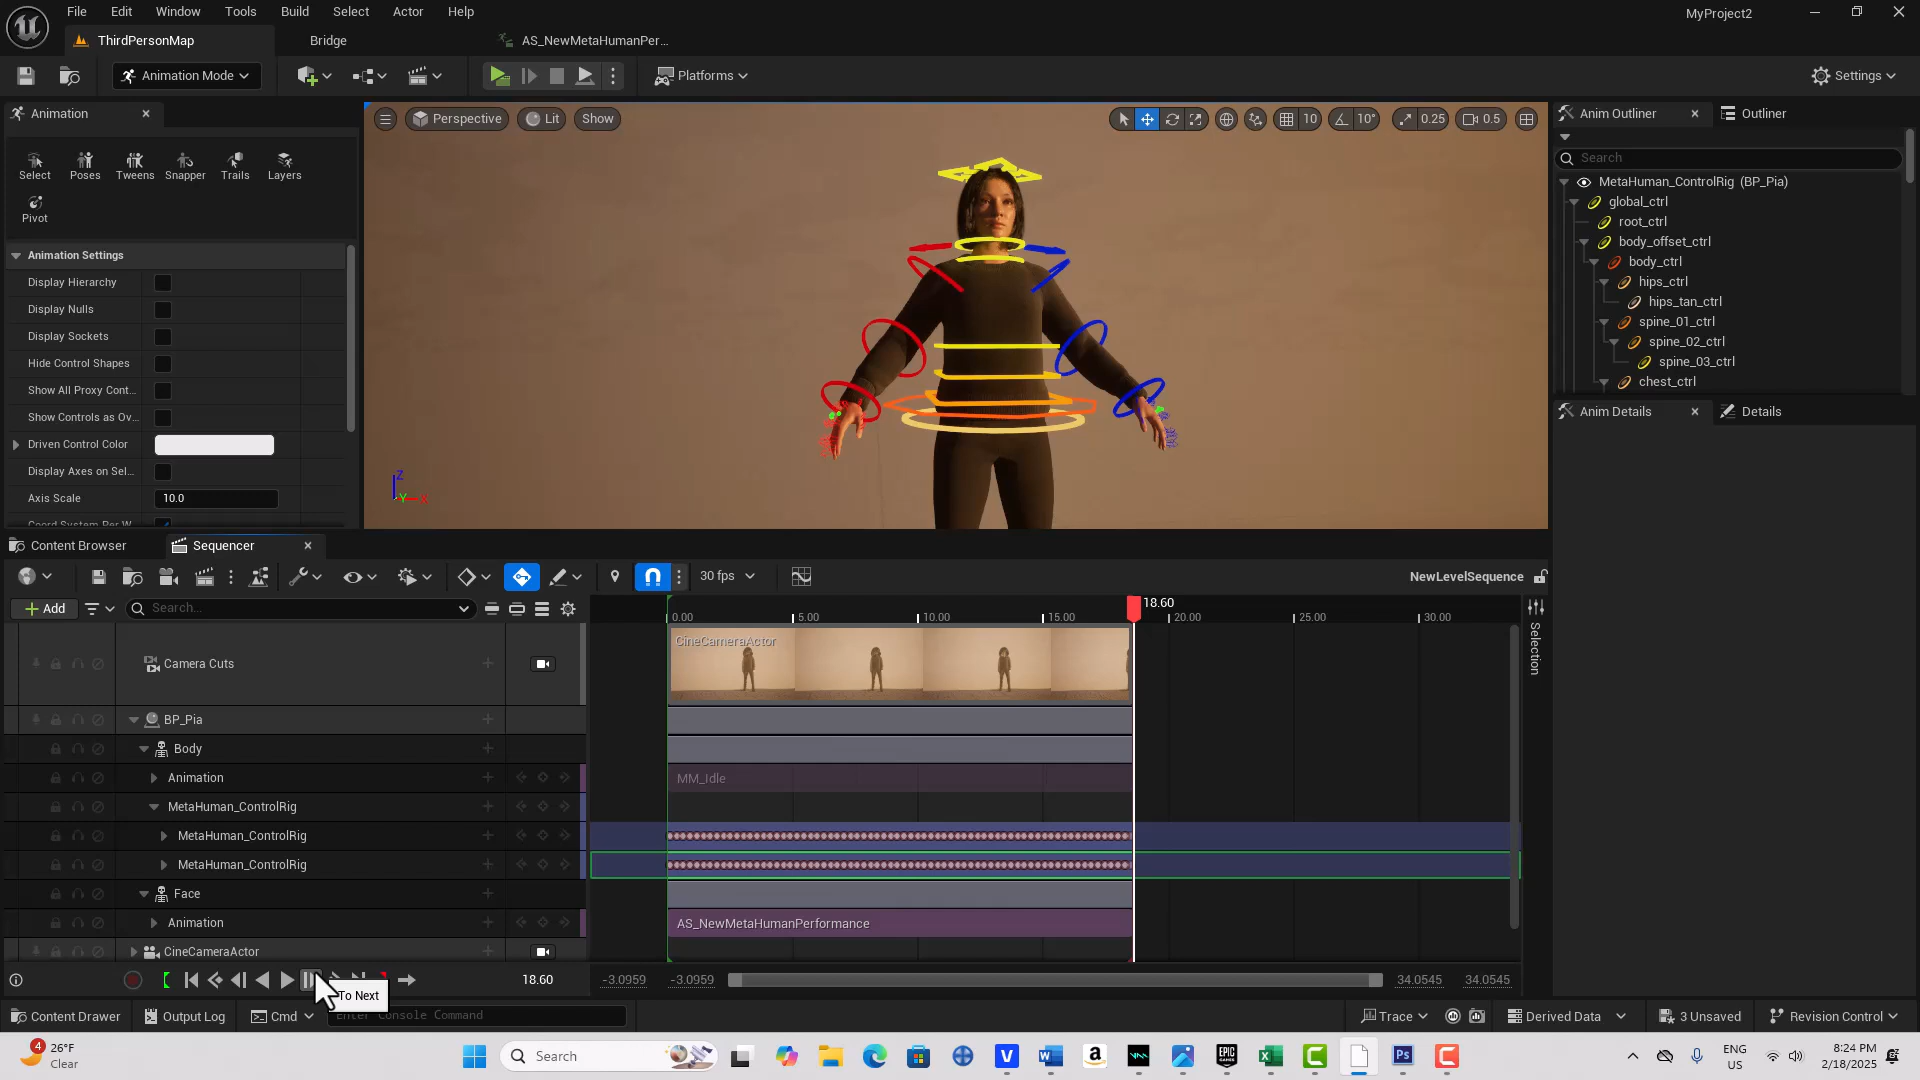 File Edit Window Tools Build Select Actor Help
MyProject2
ThirdPersonMap
Bridge
AS_NewMetaHumanPer...
Animation Mode
Platforms
Settings
Animation
Perspective
Lit
Show
10
10°
0.25
0.5
Anim Outliner
Outliner
Select
Poses
Tweens
Snapper
Trails
Layers
Pivot
Search
MetaHuman_ControlRig (BP_Pia)
global_ctrl
root_ctrl
body_offset_ctrl
body_ctrl
hips_ctrl
hips_tan_ctrl
spine_01_ctrl
spine_02_ctrl
spine_03_ctrl
chest_ctrl
Animation Settings
Display Hierarchy
Display Nulls
Display Sockets
Hide Control Shapes
Show All Proxy Cont...
Show Controls as Ov...
Driven Control Color
Display Axes on Sel...
Axis Scale
10.0
Coord System Per W...
Z
Y
X
Anim Details
Details
Content Browser
Sequencer
30 fps
NewLevelSequence
Add
Search...
18.60
0.00
5.00
10.00
15.00
20.00
25.00
30.00
Selection
Camera Cuts
CineCameraActor
BP_Pia
Body
Animation
MM_Idle
MetaHuman_ControlRig
MetaHuman_ControlRig
MetaHuman_ControlRig
Face
Animation
AS_NewMetaHumanPerformance
CineCameraActor
To Next
18.60
-3.0959
-3.0959
34.0545
34.0545
Content Drawer
Output Log
Cmd
Enter Console Command
Trace
Derived Data
3 Unsaved
Revision Control
4
26°F
Clear
Search
ENG
US
8:24 PM
2/18/2025